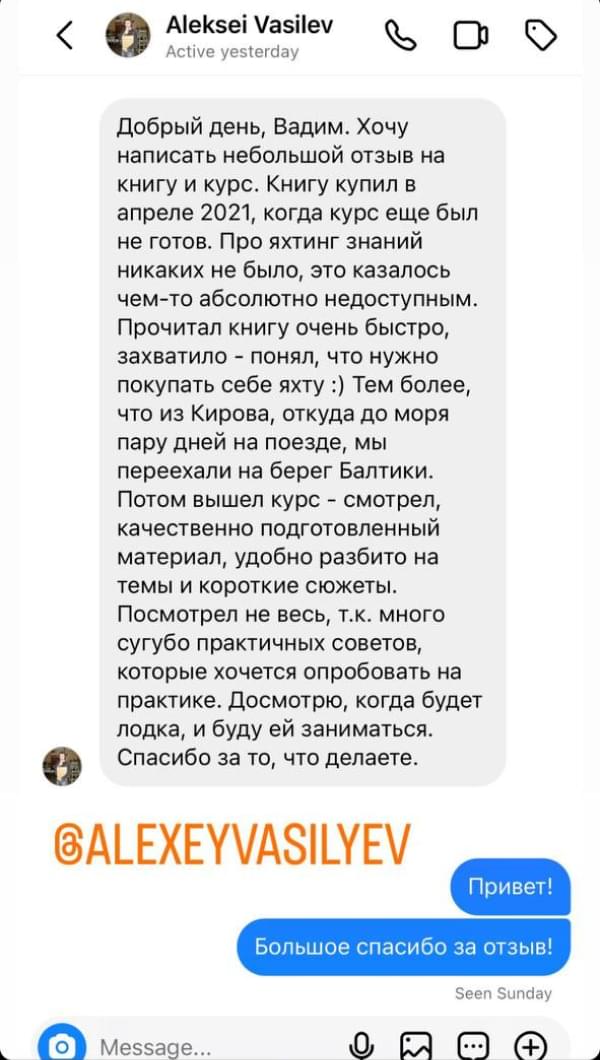 Aleksei Vasilev
Active yesterday
Добрый день, Вадим. Хочу
написать небольшой отзыв на
книгу и курс. Книгу купил в
апреле 2021, когда курс еще был
не готов. Про яхтинг знаний
никаких не было, это казалось
чем-то абсолютно недоступным.
Прочитал книгу очень быстро,
захватило - понял, что нужно
покупать себе яхту :) Тем более,
что из Кирова, откуда до моря
пару дней на поезде, мы
переехали на берег Балтики.
Потом вышел курс - смотрел,
качественно подготовленный
материал, удобно разбито на
темы и короткие сюжеты.
Посмотрел не весь, т.к. много
сугубо практичных советов,
которые хочется опробовать на
практике. Досмотрю, когда будет
лодка, и буду ей заниматься.
Спасибо за то, что делаете.
@ALEXEYVASILYEV
Привет!
Большое спасибо за отзыв!
Seen Sunday
Message...